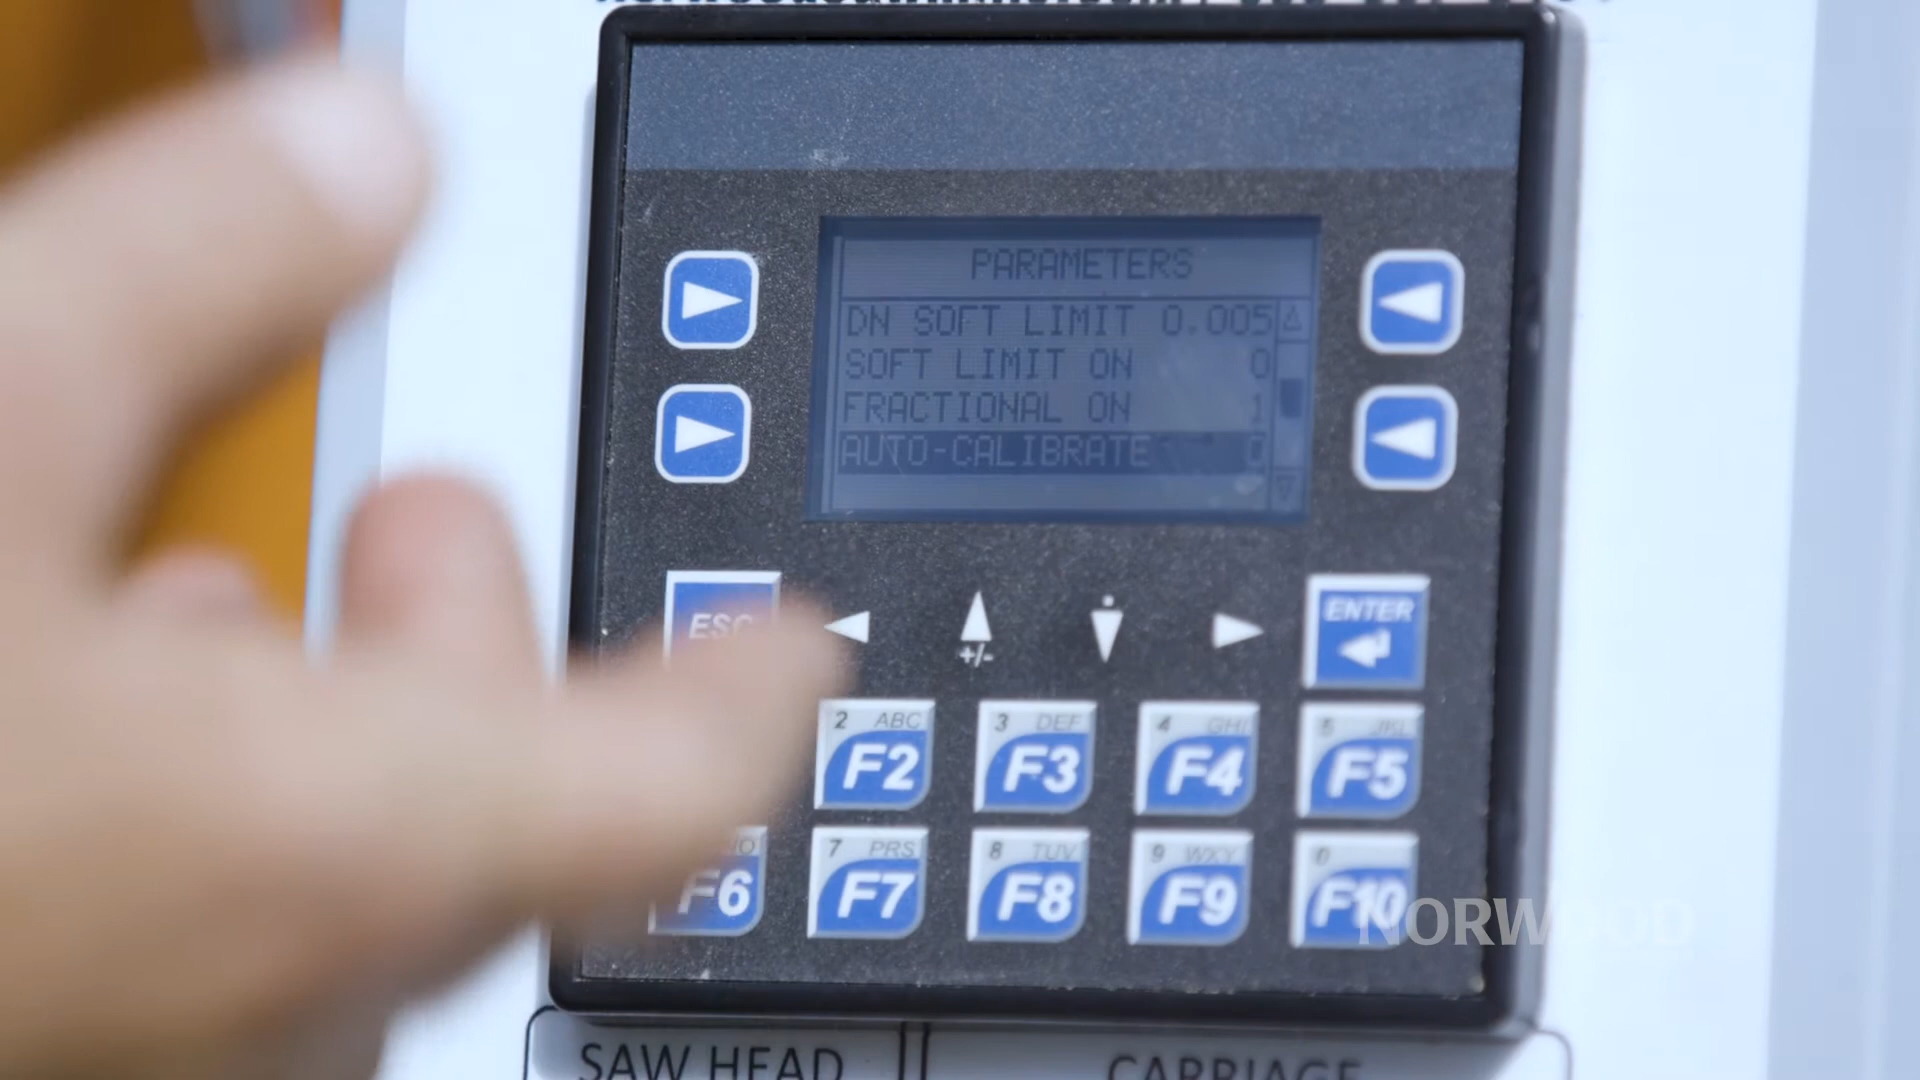 PARAMETERS
DN SOFT LIMIT 0.005
SOFT LIMIT ON 0
FRACTIONAL ON 1
AUTO-CALIBRATE 0
ESC
+/-
ENTER
2 ABC
F2
3 DEF
F3
4 GHI
F4
5 JKL
F5
F6
7 PRS
F7
8 TUV
F8
9 WXY
F9
0
F10
NORWOOD
SAW HEAD
CARRIAGE